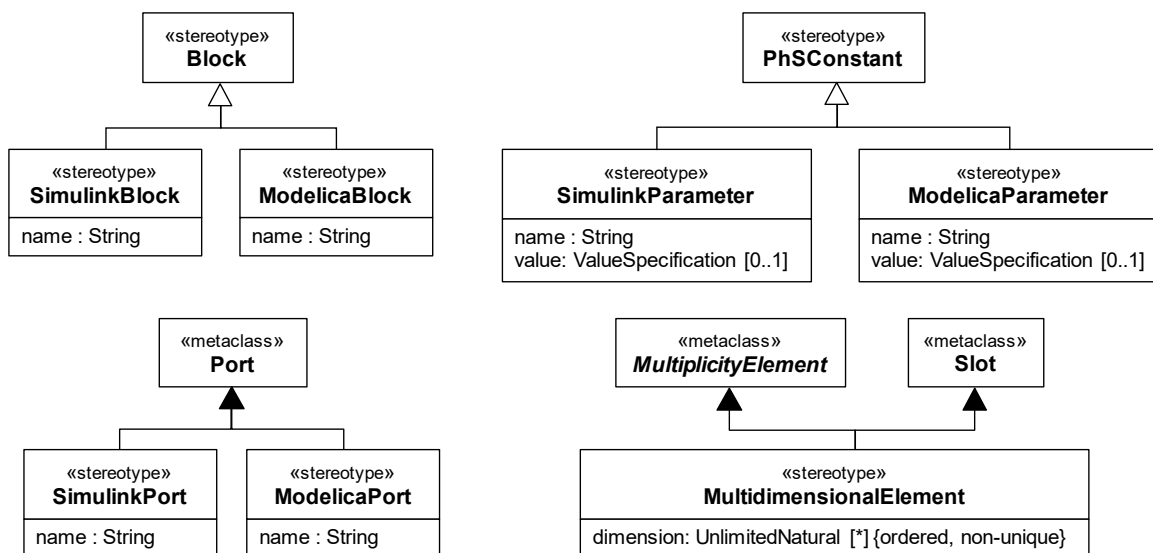 «stereotype»
Block
«stereotype»
SimulinkBlock
name : String
«stereotype»
ModelicaBlock
name : String
«stereotype»
PhSConstant
«stereotype»
SimulinkParameter
name : String
value: ValueSpecification [0..1]
«stereotype»
ModelicaParameter
name : String
value: ValueSpecification [0..1]
«metaclass»
Port
«stereotype»
SimulinkPort
name : String
«stereotype»
ModelicaPort
name : String
«metaclass»
MultiplicityElement
«metaclass»
Slot
«stereotype»
MultidimensionalElement
dimension: UnlimitedNatural [*] {ordered, non-unique}